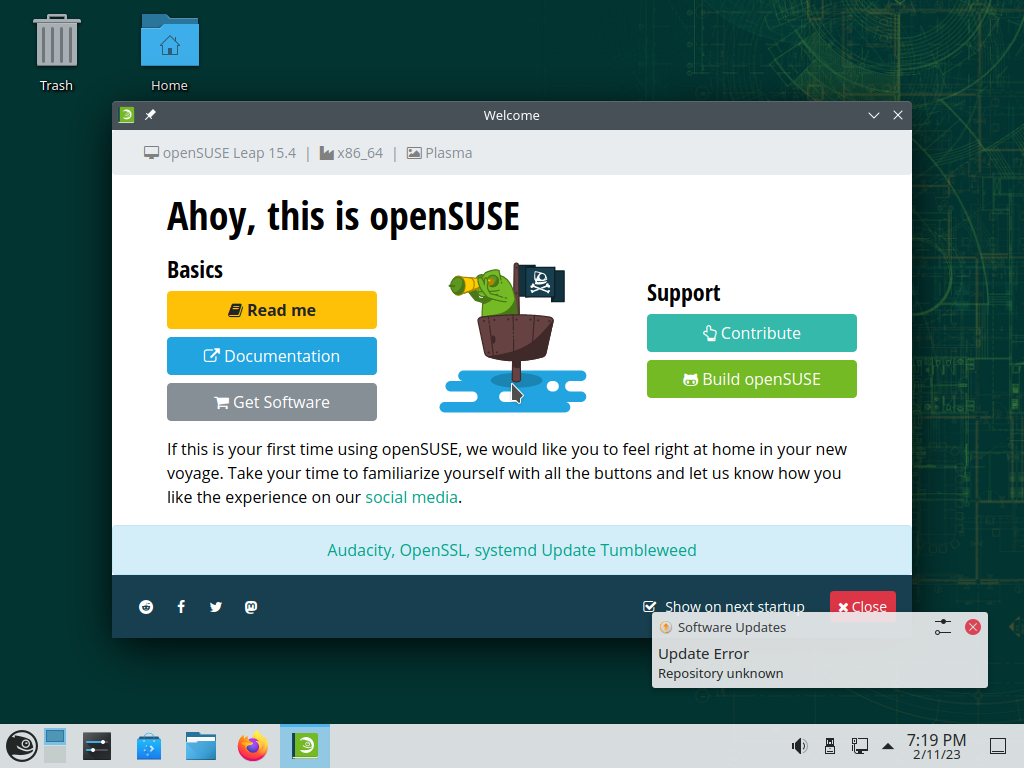 Trash
Home
Welcome
openSUSE Leap 15.4 | x86_64 | Plasma
Ahoy, this is openSUSE
Basics
Read me
Documentation
Get Software
Support
Contribute
Build openSUSE
If this is your first time using openSUSE, we would like you to feel right at home in your new
voyage. Take your time to familiarize yourself with all the buttons and let us know how you
like the experience on our social media.
Audacity, OpenSSL, systemd Update Tumbleweed
Show on next startup
Close
Software Updates
Update Error
Repository unknown
7:19 PM
2/11/23